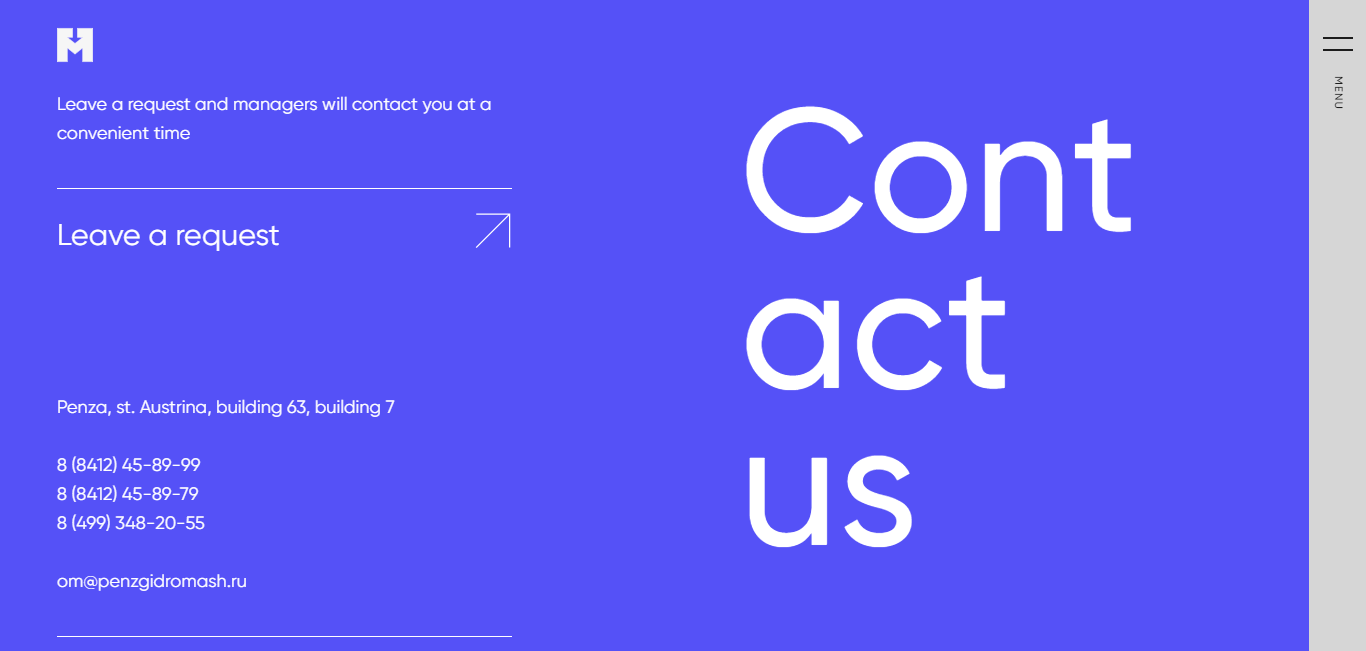 Leave a request and managers will contact you at a
convenient time
Leave a request
Penza, st. Austrina, building 63, building 7
8 (8412) 45-89-99
8 (8412) 45-89-79
8 (499) 348-20-55
om@penzgidromash.ru
Cont
act
us
MENU